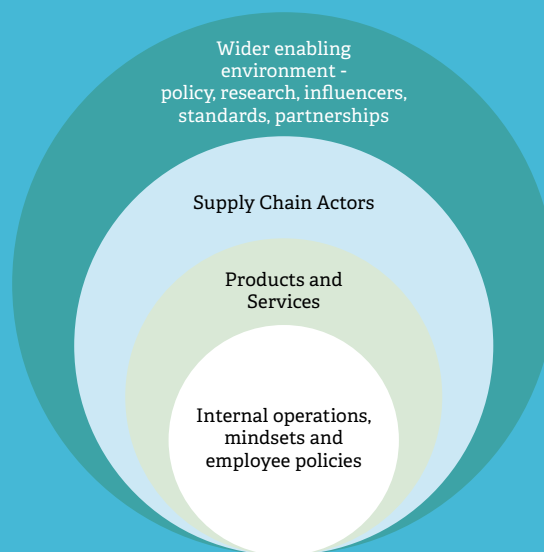 Wider enabling
environment -
policy, research, influencers,
standards, partnerships
Supply Chain Actors
Products and
Services
Internal operations,
mindsets and
employee policies